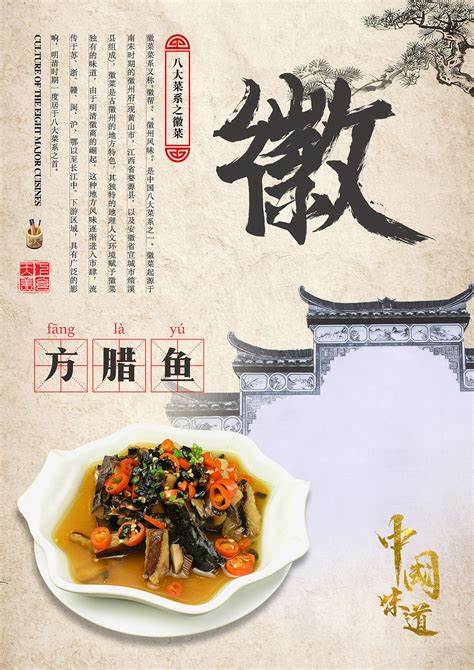 徽
八大菜系之徽菜
徽菜菜系又称“徽帮”、“徽州风味”，是中国八大菜系之一。徽菜起源于
南宋时期的徽州府(现黄山市，江西省婺源县，以及安徽省宣城市绩溪
县组成)，徽菜是古徽州的地方特色，其独特的地理人文环境赋予徽菜
独有的味道，由于明清徽商的崛起，这种地方风味逐渐进入市肆，流
传于苏、浙、赣、闽、沪、鄂以至长江中、下游区域，具有广泛的影
响，明清时期一度居于八大菜系之首。
CULTURE OF THE EIGHT MAJOR CUISINES
fāng là yú
方腊鱼
中国味道